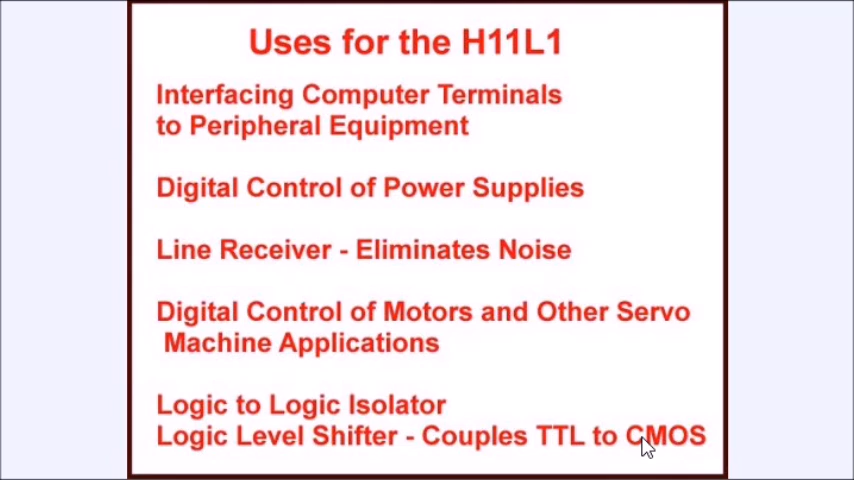 Uses for the H11L1
Interfacing Computer Terminals
to Peripheral Equipment
Digital Control of Power Supplies
Line Receiver - Eliminates Noise
Digital Control of Motors and Other Servo
Machine Applications
Logic to Logic Isolator
Logic Level Shifter - Couples TTL to CMOS